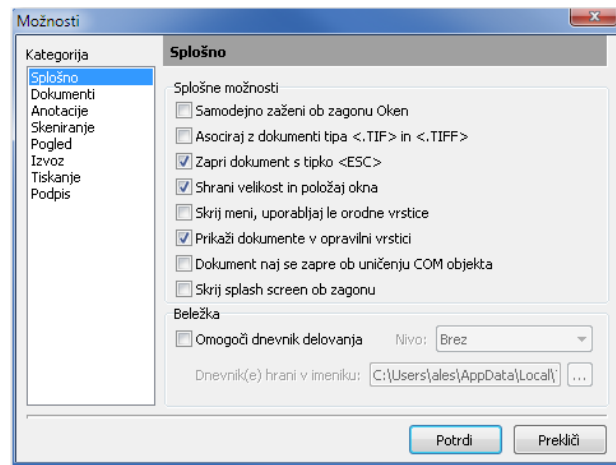 Možnosti
Kategorija
Splošno
Dokumenti
Anotacije
Skeniranje
Pogled
Izvoz
Tiskanje
Podpis
Splošno
Splošne možnosti
Samodejno zaženi ob zagonu Oken
Asociraj z dokumenti tipa <.TIF> in <.TIFF>
Zapri dokument s tipko <ESC>
Shrani velikost in položaj okna
Skrij meni, uporabljaj le orodne vrstice
Prikaži dokumente v opravilni vrstici
Dokument naj se zapre ob uničenju COM objekta
Skrij splash screen ob zagonu
Beležka
Omogoči dnevnik delovanja Nivo: Brez
Dnevnik(e) hrani v imeniku: C:\Users\ales\AppData\Local\ ...
Potrdi Prekliči